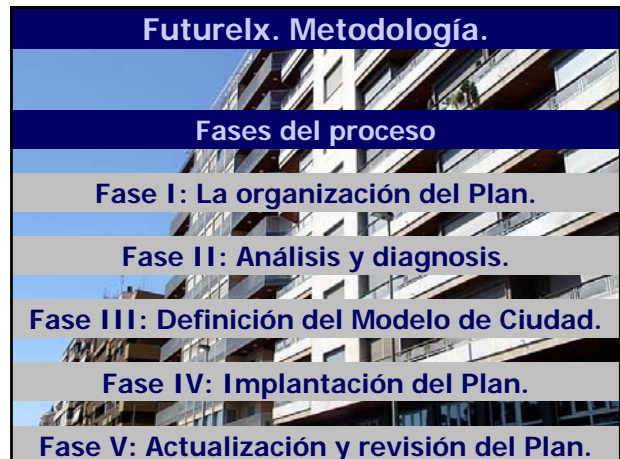 Futurelx. Metodología.
Fases del proceso
Fase I: La organización del Plan.
Fase II: Análisis y diagnosis.
Fase III: Definición del Modelo de Ciudad.
Fase IV: Implantación del Plan.
Fase V: Actualización y revisión del Plan.